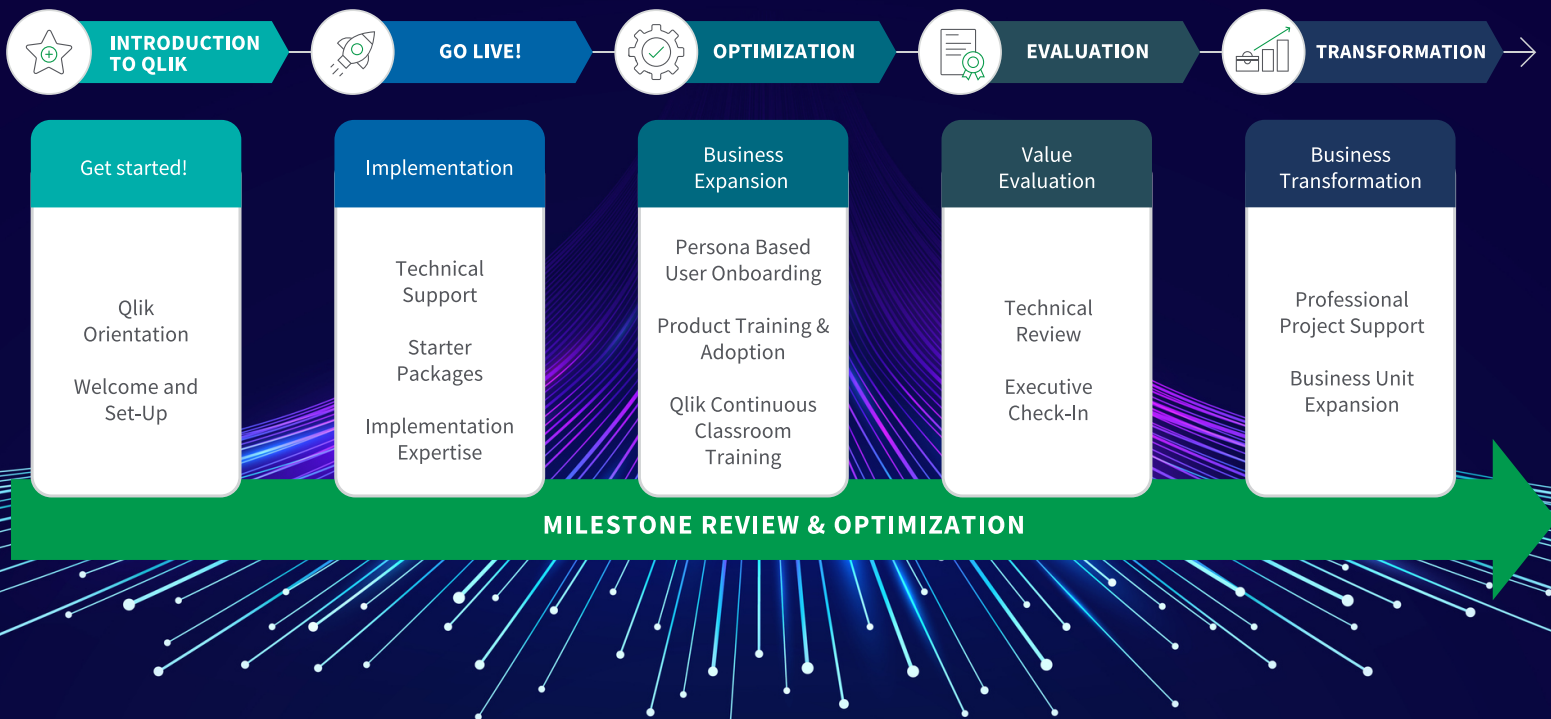 INTRODUCTION
TO QLIK
GO LIVE!
OPTIMIZATION
EVALUATION
TRANSFORMATION
Get started!
Qlik
Orientation
Welcome and
Set-Up
Implementation
Technical
Support
Starter
Packages
Implementation
Expertise
Business
Expansion
Persona Based
User Onboarding
Product Training &
Adoption
Qlik Continuous
Classroom
Training
Value
Evaluation
Technical
Review
Executive
Check-In
Business
Transformation
Professional
Project Support
Business Unit
Expansion
MILESTONE REVIEW & OPTIMIZATION